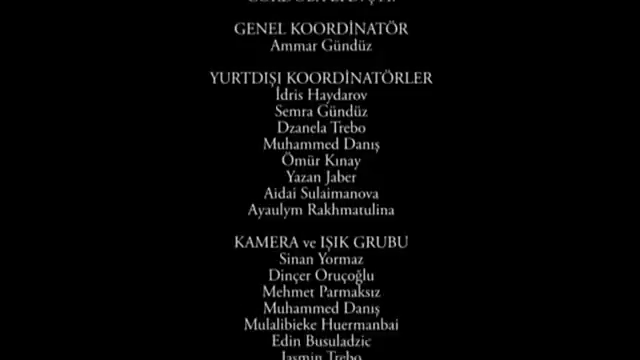 GENEL KOORDİNATÖR
Ammar Gündüz
YURTDIŞI KOORDİNATÖRLER
İdris Haydarov
Semra Gündüz
Dzanela Trebo
Muhammed Danış
Ömür Kınay
Yazan Jaber
Aidai Sulaimanova
Ayaulym Rakhmatulina
KAMERA ve IŞIK GRUBU
Sinan Yormaz
Dinçer Oruçoğlu
Mehmet Parmaksız
Muhammed Danış
Mulalibieke Huermanbai
Edin Busuladzic
Jasmin Trebo